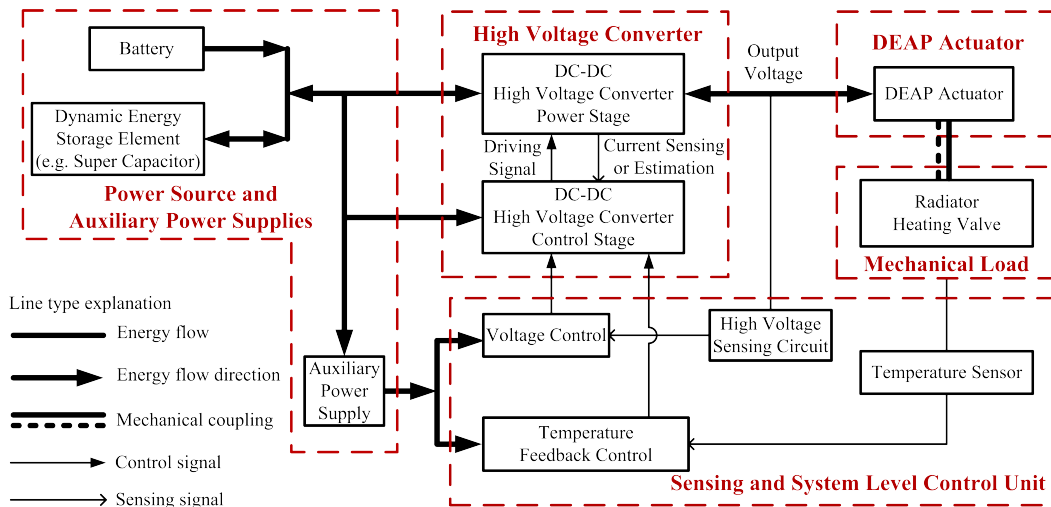 Battery
Dynamic Energy
Storage Element
(e.g. Super Capacitor)
Power Source and
Auxiliary Power Supplies
High Voltage Converter
DC-DC
High Voltage Converter
Power Stage
Driving
Signal
Current Sensing
or Estimation
DC-DC
High Voltage Converter
Control Stage
Output
Voltage
DEAP Actuator
DEAP Actuator
Radiator
Heating Valve
Mechanical Load
Line type explanation
Energy flow
Energy flow direction
Mechanical coupling
Control signal
Sensing signal
Auxiliary
Power
Supply
Voltage Control
High Voltage
Sensing Circuit
Temperature Sensor
Temperature
Feedback Control
Sensing and System Level Control Unit